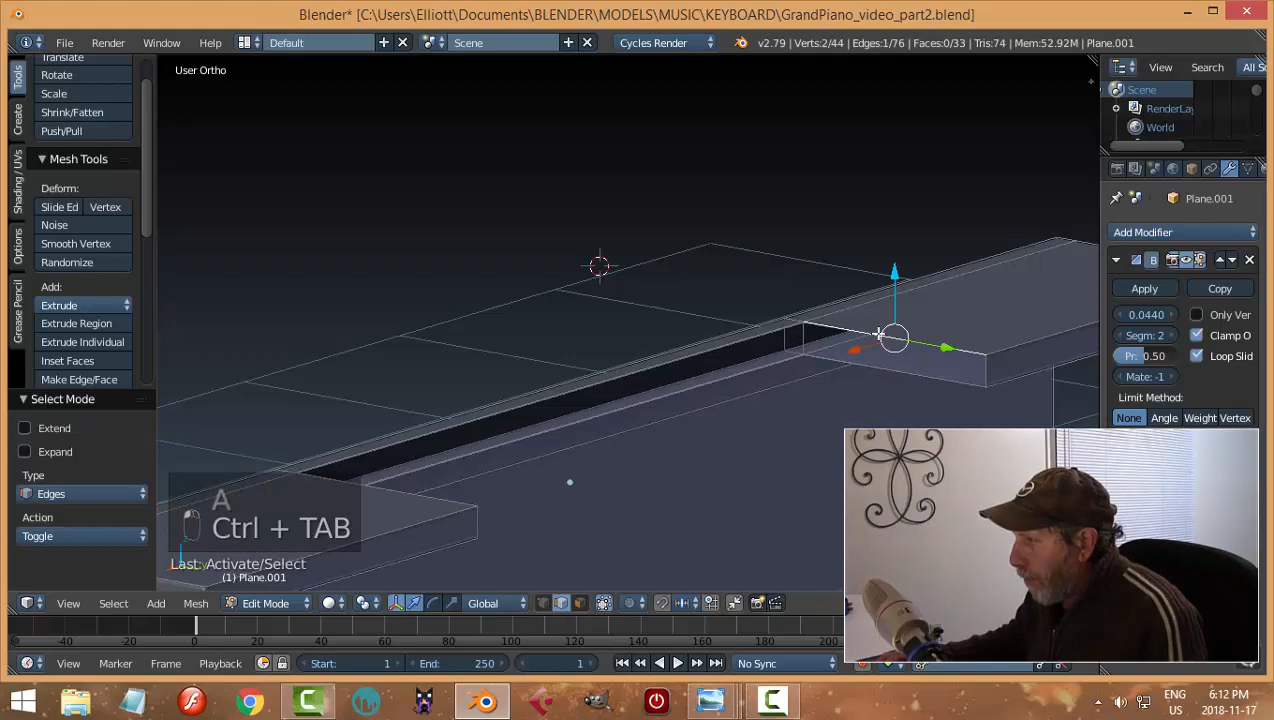 Blender* [C:\Users\Elliott\Documents\BLENDER\MODELS\MUSIC\KEYBOARD\GrandPiano_video_part2.blend]
File Render Window Help Default Scene Cycles Render v2.79 | Verts:2/44 | Edges:1/76 | Faces:0/33 | Tris:74 | Mem:52.92M | Plane.001
Translate
Rotate
Scale
Shrink/Fatten
Push/Pull
Mesh Tools
Deform:
Slide Ed Vertex
Noise
Smooth Vertex
Randomize
Add:
Extrude
Extrude Region
Extrude Individual
Inset Faces
Make Edge/Face
Tools
Create
Shading / UVs
Options
Grease Pencil
Select Mode
Extend
Expand
Type
Edges
Action
Toggle
User Ortho
A
Ctrl + TAB
Last: Activate/Select
(1) Plane.001
View Search All S
Scene
RenderLay
World
Plane.001
Add Modifier
B
Apply Copy
0.0440 Only Ver
Segm: 2 Clamp O
Pr: 0.50 Loop Slid
Mate: -1
Limit Method:
None Angle Weight Vertex
View Select Add Mesh Edit Mode Global
-40 -20 0 20 40 60 80 100 120 140 160 180 200
View Marker Frame Playback Start: 1 End: 250 1 No Sync
ENG
US
6:12 PM
2018-11-17